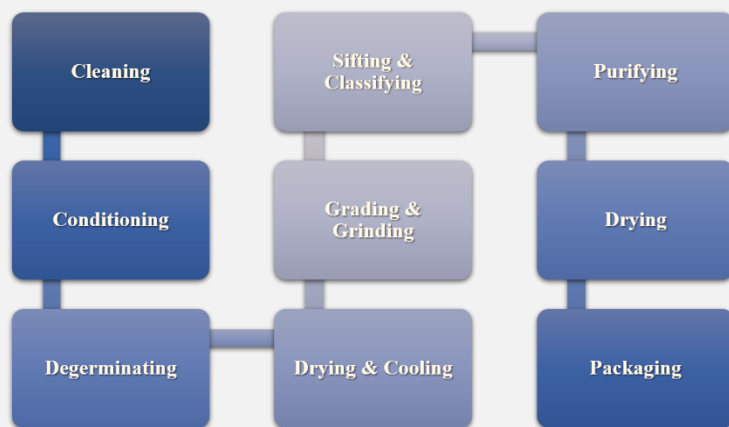 Cleaning
Conditioning
Degerminating
Drying & Cooling
Grading &
Grinding
Sifting &
Classifying
Purifying
Drying
Packaging